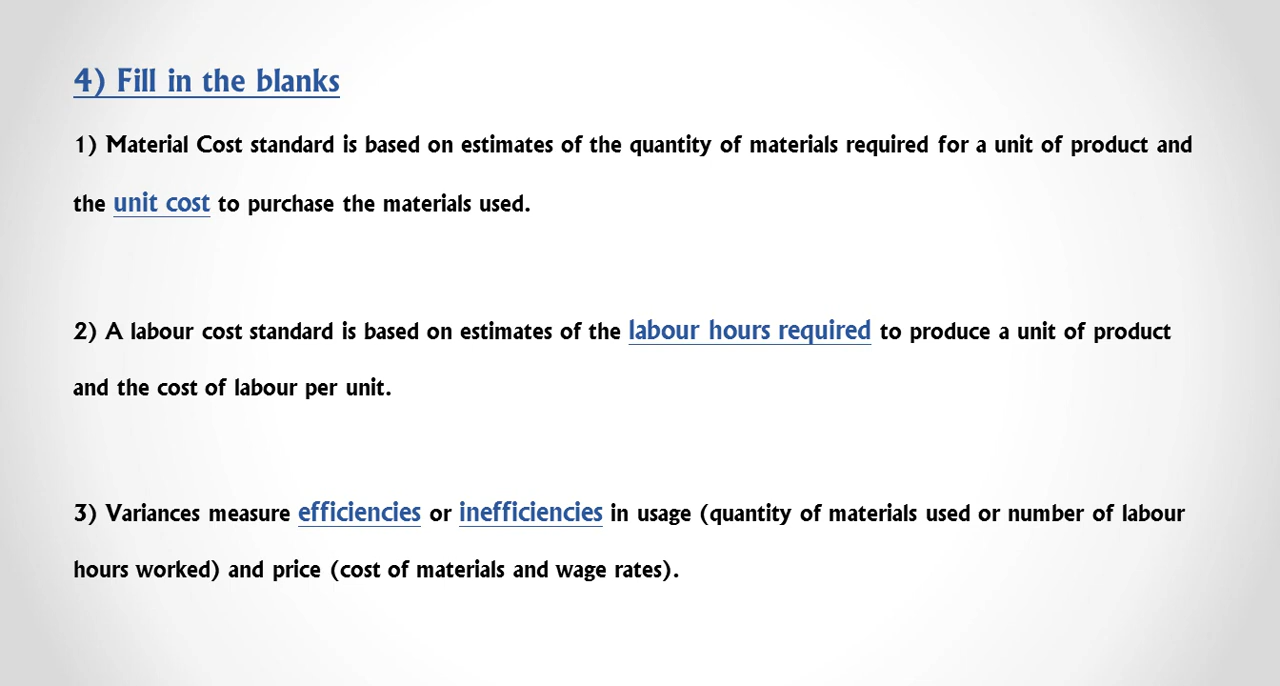 4) Fill in the blanks
1) Material Cost standard is based on estimates of the quantity of materials required for a unit of product and
the unit cost to purchase the materials used.
2) A labour cost standard is based on estimates of the labour hours required to produce a unit of product
and the cost of labour per unit.
3) Variances measure efficiencies or inefficiencies in usage (quantity of materials used or number of labour
hours worked) and price (cost of materials and wage rates).